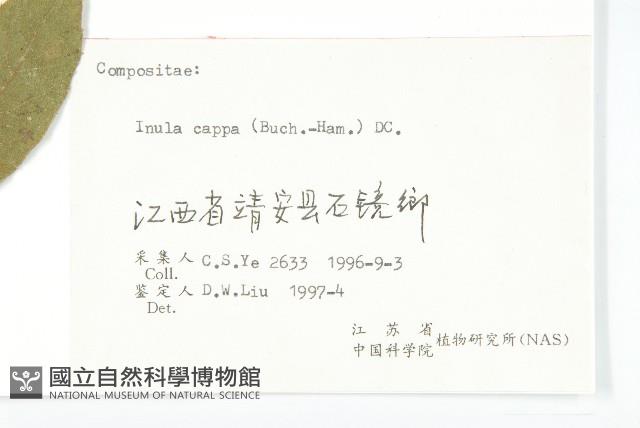 Compositae:
Inula cappa (Buch.-Ham.) DC.
江西省靖安县石镜鄉
采集人 C.S.Ye 2633 1996-9-3
Coll.
鉴定人 D.W.Liu 1997-4
Det.
江苏省
中国科学院 植物研究所(NAS)
國立自然科學博物館
NATIONAL MUSEUM OF NATURAL SCIENCE